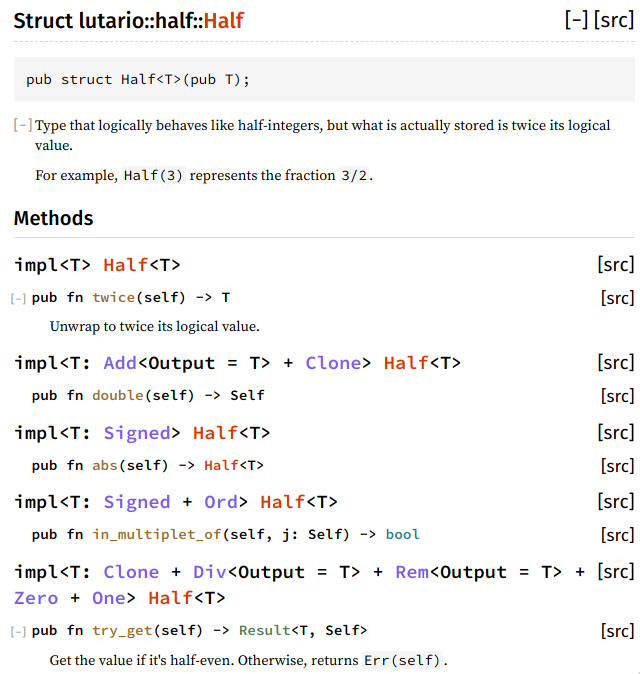 Struct lutario::half::Half [−] [src]
pub struct Half<T>(pub T);
[−] Type that logically behaves like half-integers, but what is actually stored is twice its logical
value.
For example, Half(3) represents the fraction 3/2.
Methods
impl<T> Half<T> [src]
[−] pub fn twice(self) -> T [src]
Unwrap to twice its logical value.
impl<T: Add<Output = T> + Clone> Half<T> [src]
pub fn double(self) -> Self [src]
impl<T: Signed> Half<T> [src]
pub fn abs(self) -> Half<T> [src]
impl<T: Signed + Ord> Half<T> [src]
pub fn in_multiplet_of(self, j: Self) -> bool [src]
impl<T: Clone + Div<Output = T> + Rem<Output = T> + [src]
Zero + One> Half<T>
[−] pub fn try_get(self) -> Result<T, Self> [src]
Get the value if it's half-even. Otherwise, returns Err(self).